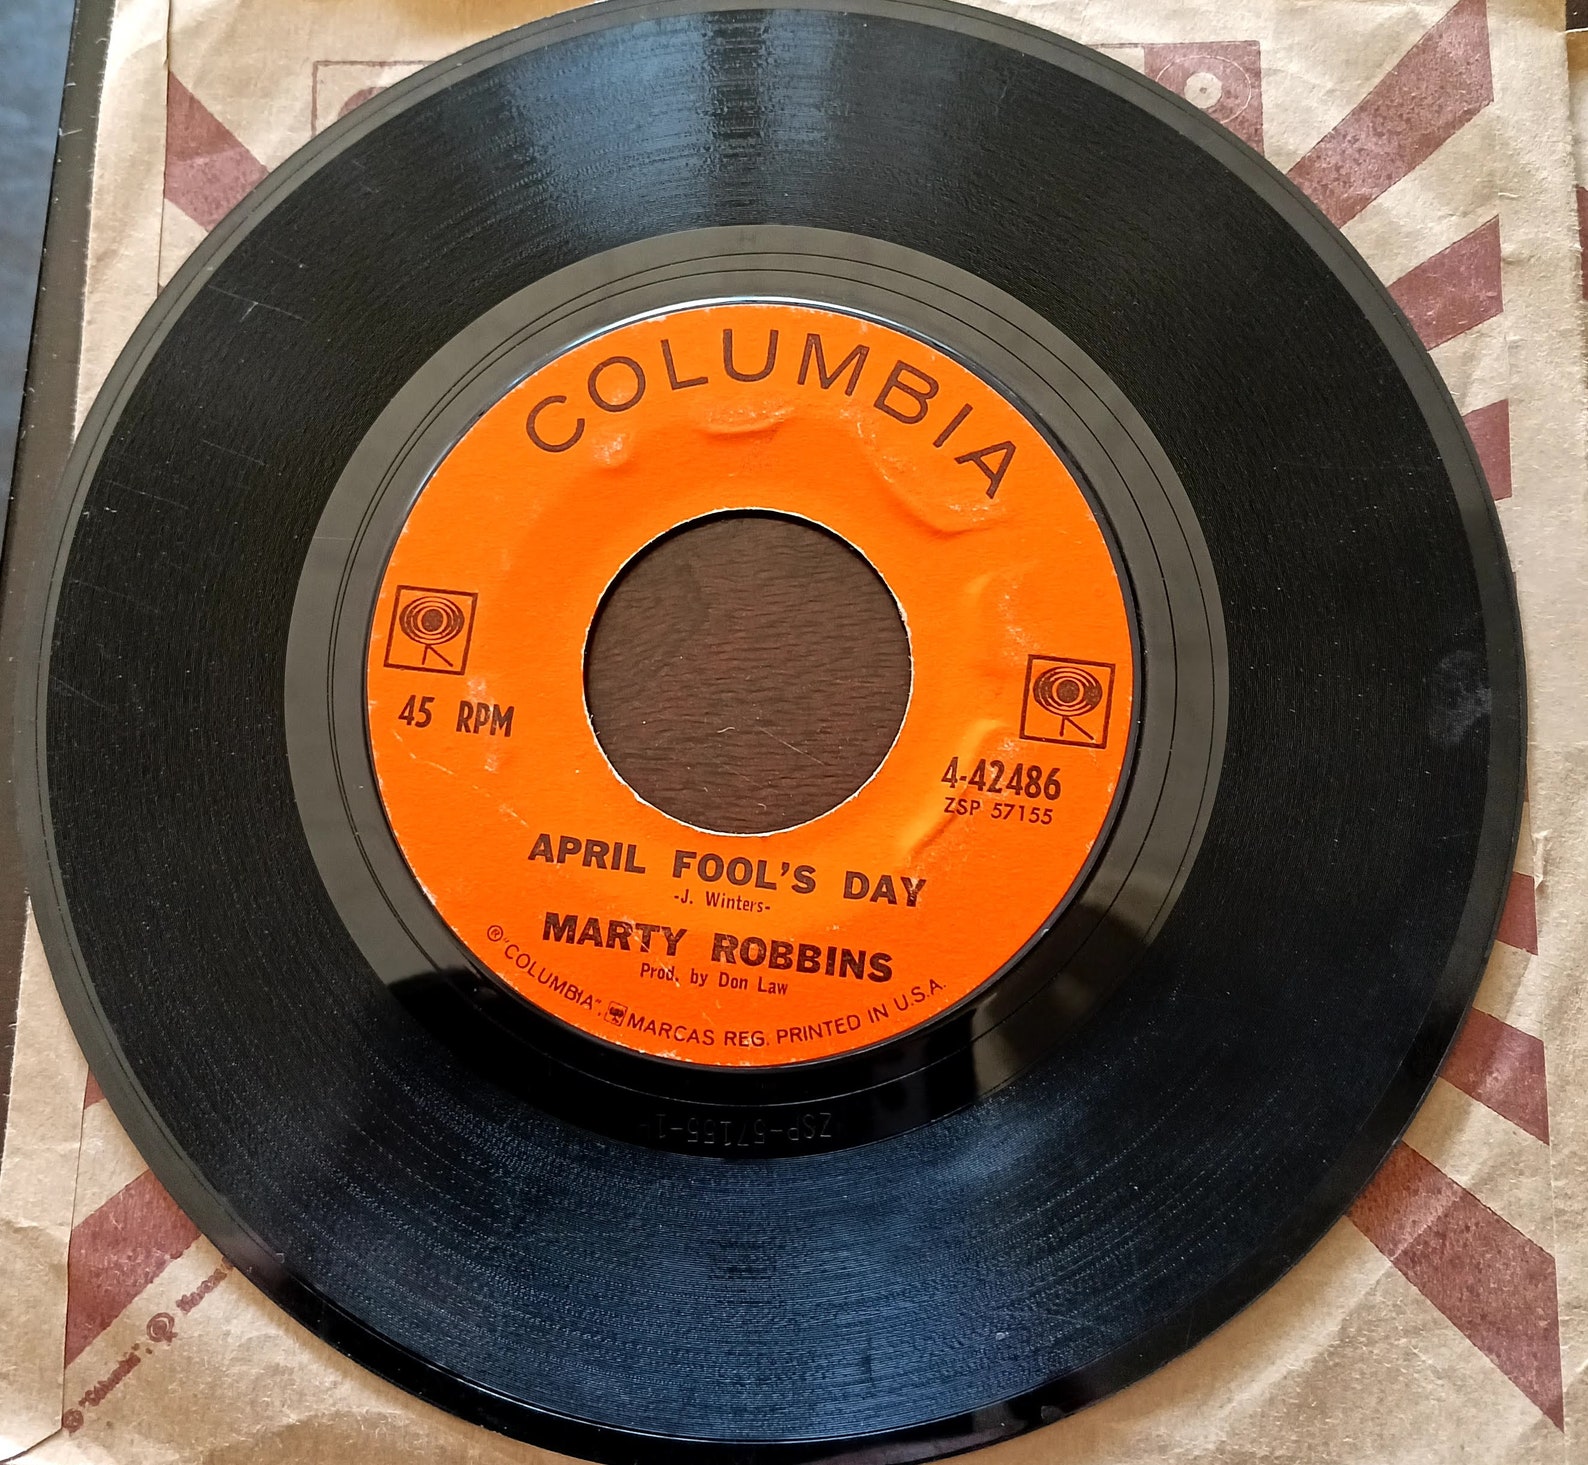 COLUMBIA
45 RPM
4-42486
ZSP 57155
APRIL FOOL'S DAY
-J. Winters-
MARTY ROBBINS
Prod. by Don Law
® "COLUMBIA", MARCAS REG. PRINTED IN U.S.A.
ZSP-57155-1
"Columbia",